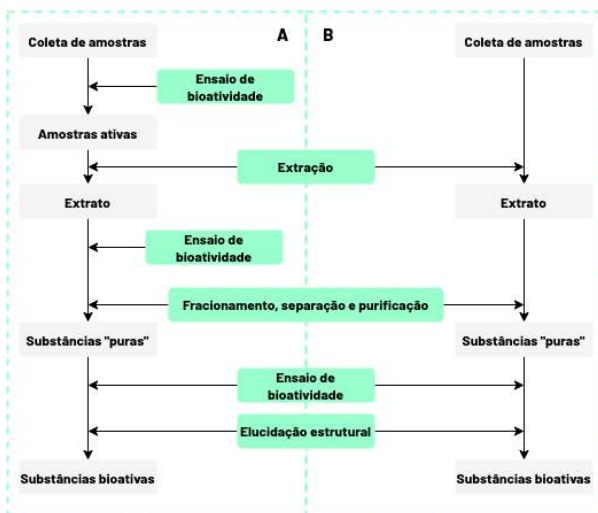 A
B
Coleta de amostras
Coleta de amostras
Ensaio de
bioatividade
Amostras ativas
Extração
Extrato
Extrato
Ensaio de
bioatividade
Fracionamento, separação e purificação
Substâncias "puras"
Substâncias "puras"
Ensaio de
bioatividade
Elucidação estrutural
Substâncias bioativas
Substâncias bioativas